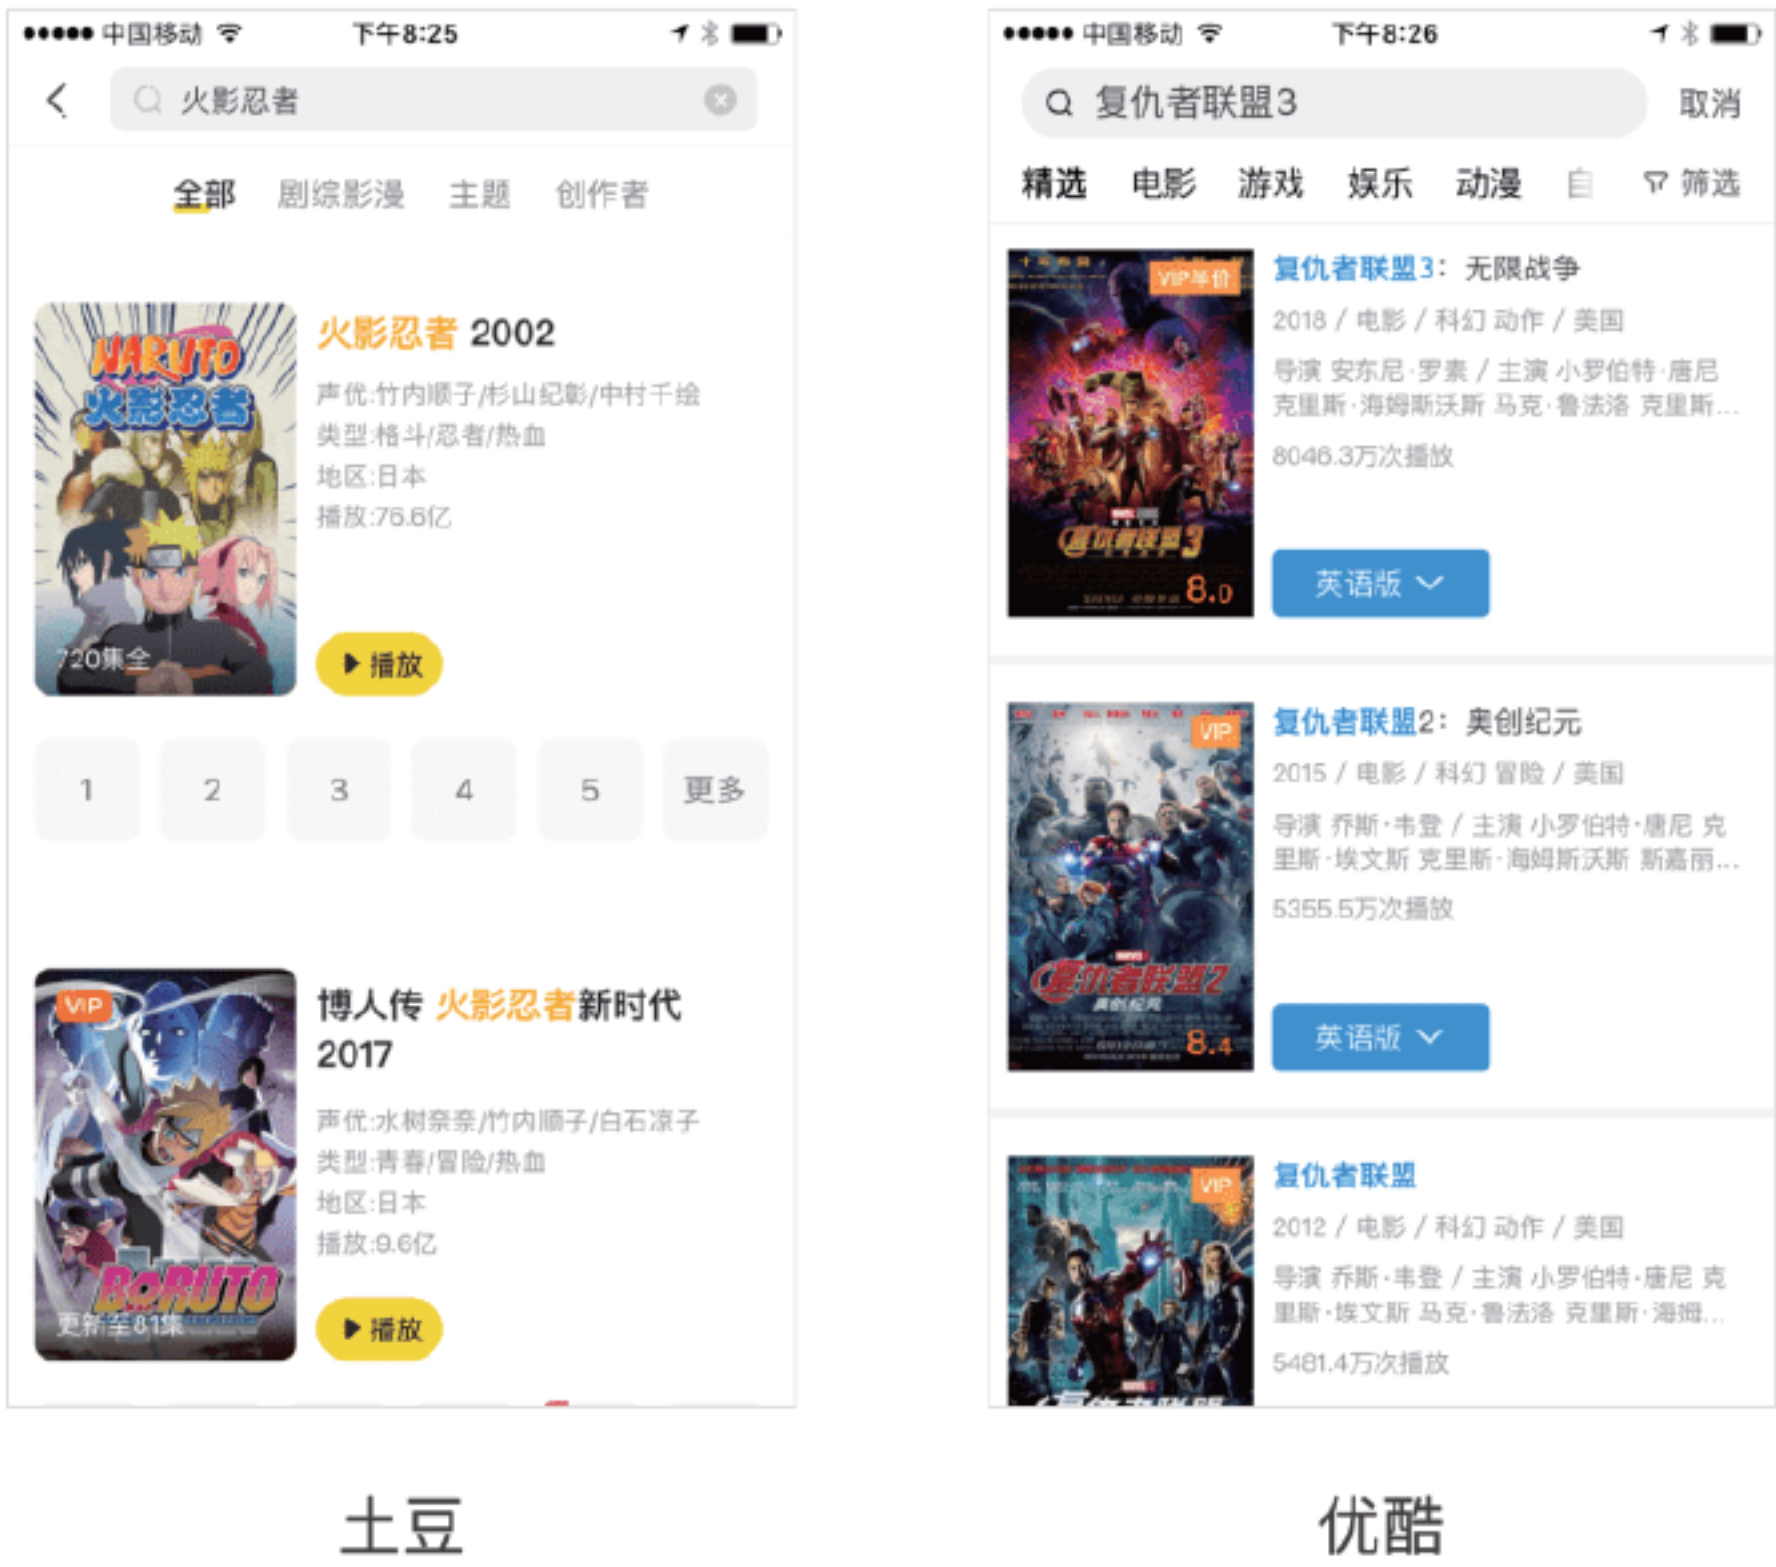 中国移动
下午8:25
火影忍者
全部 剧综影漫 主题 创作者
NARUTO
火影忍者
720集全
火影忍者 2002
声优:竹内顺子/杉山纪彰/中村千绘
类型:格斗/忍者/热血
地区:日本
播放:76.6亿
播放
1 2 3 4 5 更多
VIP
BORUTO
更新至81集
博人传 火影忍者新时代
2017
声优:水树奈奈/竹内顺子/白石凉子
类型:青春/冒险/热血
地区:日本
播放:9.6亿
播放
土豆
中国移动
下午8:26
复仇者联盟3
取消
精选 电影 游戏 娱乐 动漫 自 筛选
VIP半价
复仇者联盟3
8.0
复仇者联盟3：无限战争
2018 / 电影 / 科幻 动作 / 美国
导演 安东尼·罗素 / 主演 小罗伯特·唐尼
克里斯·海姆斯沃斯 马克·鲁法洛 克里斯...
8046.3万次播放
英语版
VIP
复仇者联盟2
奥创纪元
8.4
复仇者联盟2：奥创纪元
2015 / 电影 / 科幻 冒险 / 美国
导演 乔斯·韦登 / 主演 小罗伯特·唐尼 克
里斯·埃文斯 克里斯·海姆斯沃斯 斯嘉丽...
5355.5万次播放
英语版
VIP
复仇者联盟
2012 / 电影 / 科幻 动作 / 美国
导演 乔斯·韦登 / 主演 小罗伯特·唐尼 克
里斯·埃文斯 马克·鲁法洛 克里斯·海姆...
5481.4万次播放
优酷